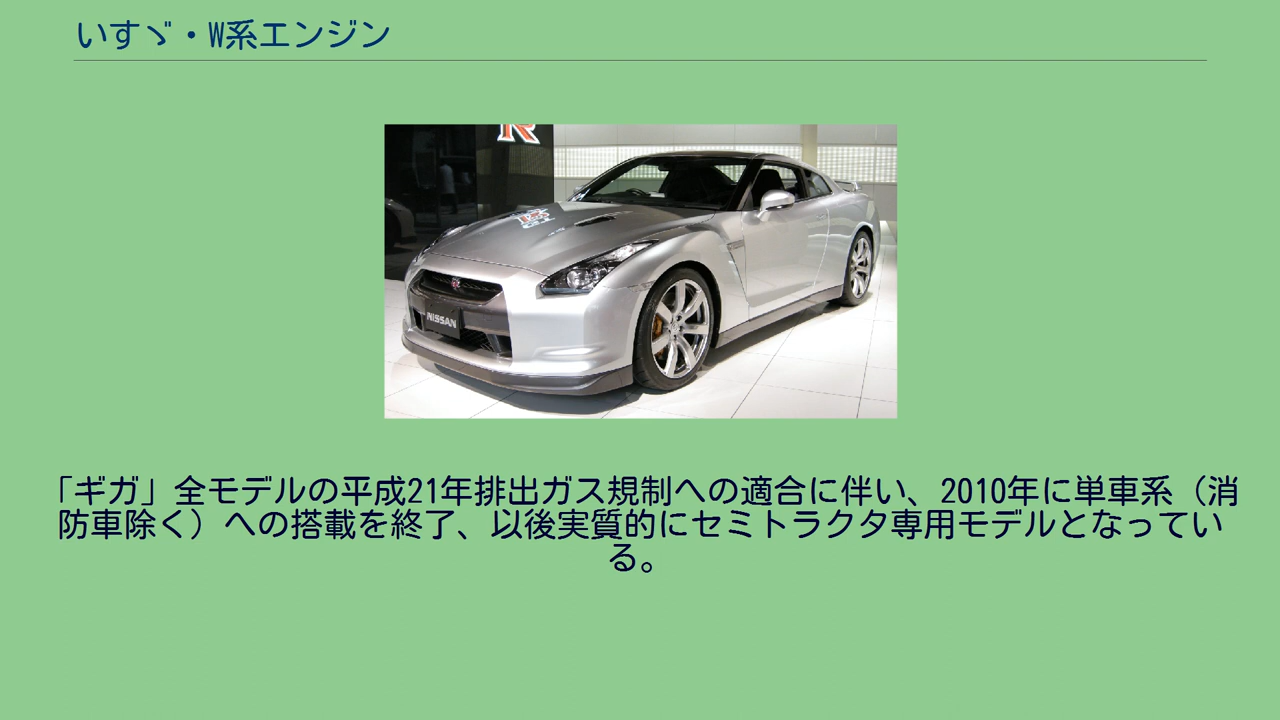 いすゞ・W系エンジン
R
NISSAN
「ギガ」全モデルの平成21年排出ガス規制への適合に伴い、2010年に単車系（消
防車除く）への搭載を終了、以後実質的にセミトラクタ専用モデルとなってい
る。